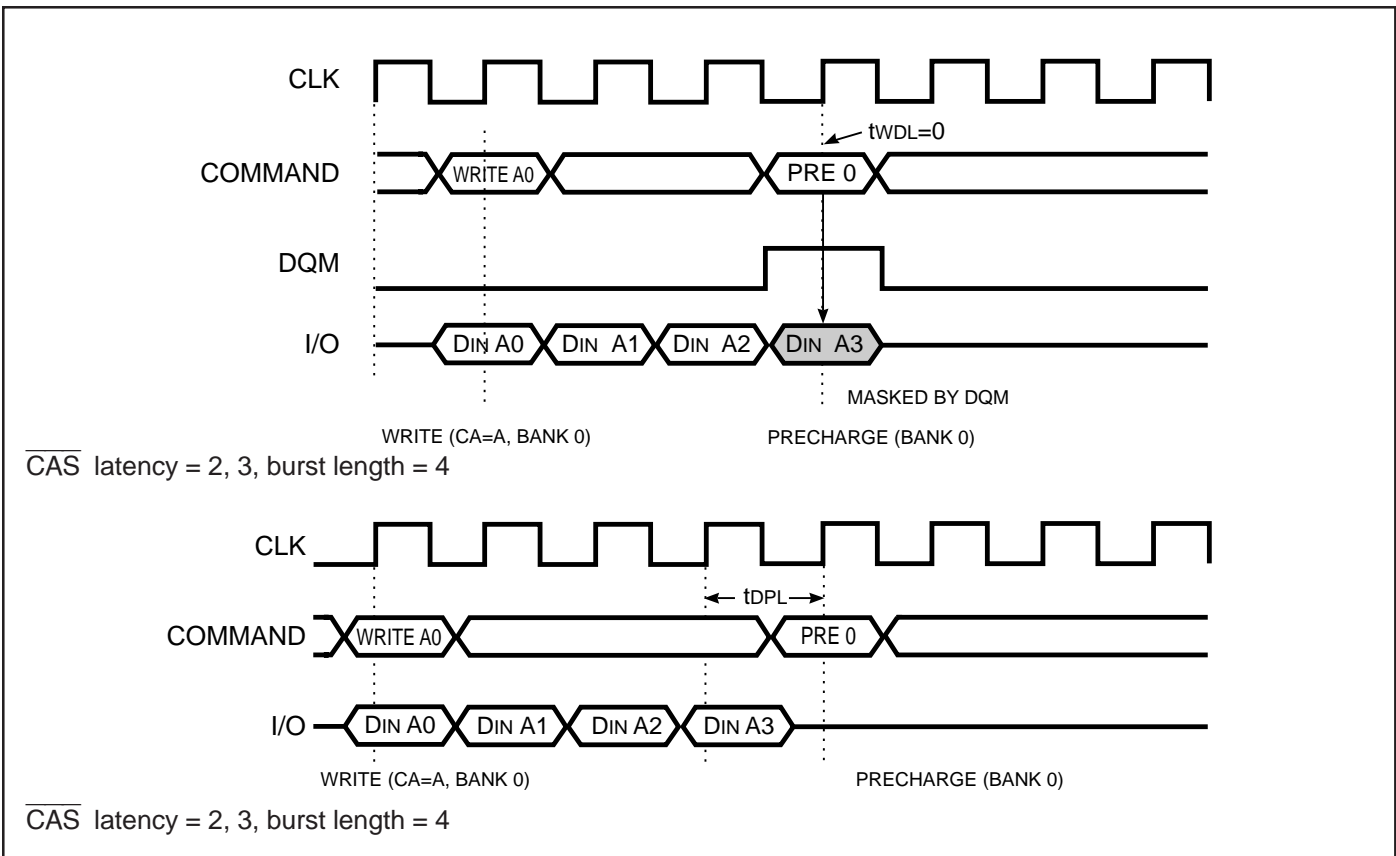 CLK
tWDL=0
COMMAND WRITE A0 PRE 0
DQM
I/O DIN A0 DIN A1 DIN A2 DIN A3
MASKED BY DQM
WRITE (CA=A, BANK 0) PRECHARGE (BANK 0)
CAS latency = 2, 3, burst length = 4
CLK
tDPL
COMMAND WRITE A0 PRE 0
I/O DIN A0 DIN A1 DIN A2 DIN A3
WRITE (CA=A, BANK 0) PRECHARGE (BANK 0)
CAS latency = 2, 3, burst length = 4